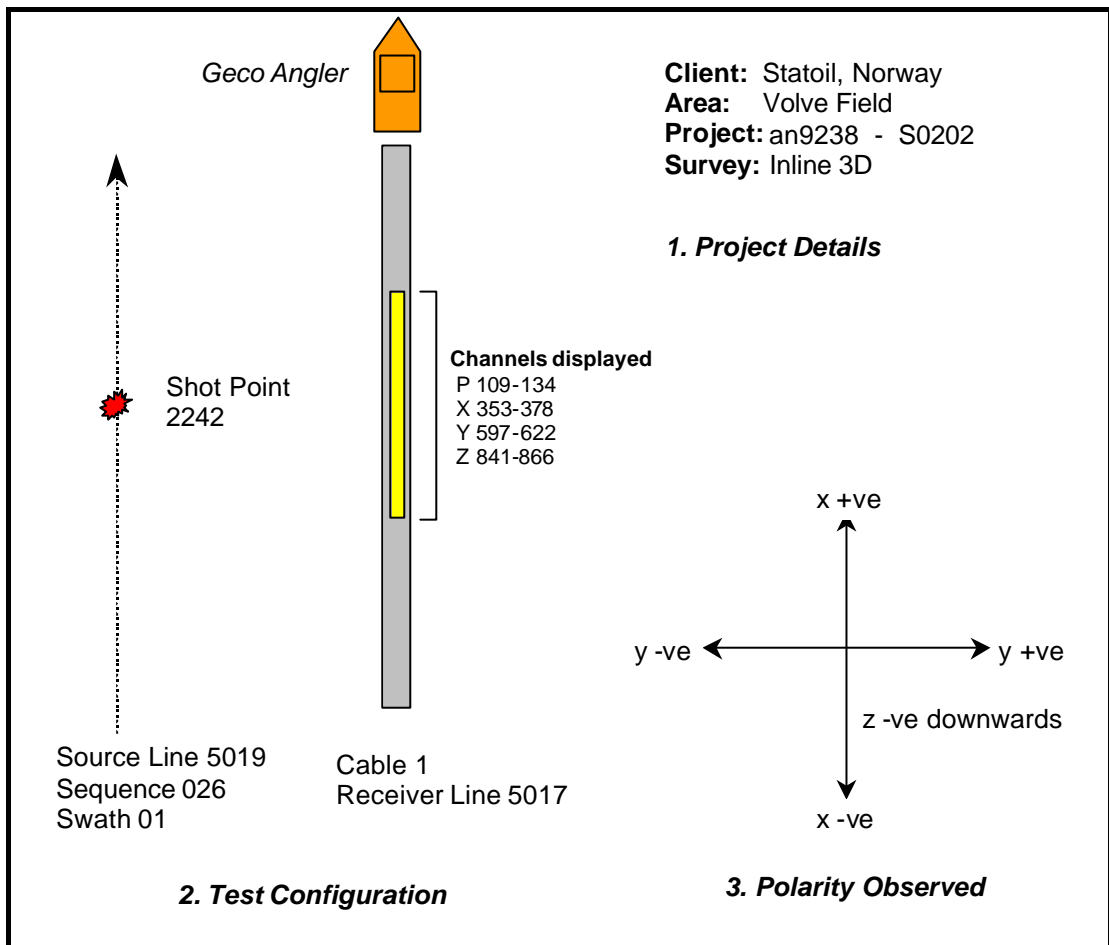 Geco Angler
Client: Statoil, Norway
Area: Volve Field
Project: an9238 - S0202
Survey: Inline 3D
1. Project Details
Channels displayed
P 109-134
X 353-378
Y 597-622
Z 841-866
Shot Point
2242
x +ve
y -ve
y +ve
z -ve downwards
x -ve
Source Line 5019
Sequence 026
Swath 01
Cable 1
Receiver Line 5017
2. Test Configuration
3. Polarity Observed